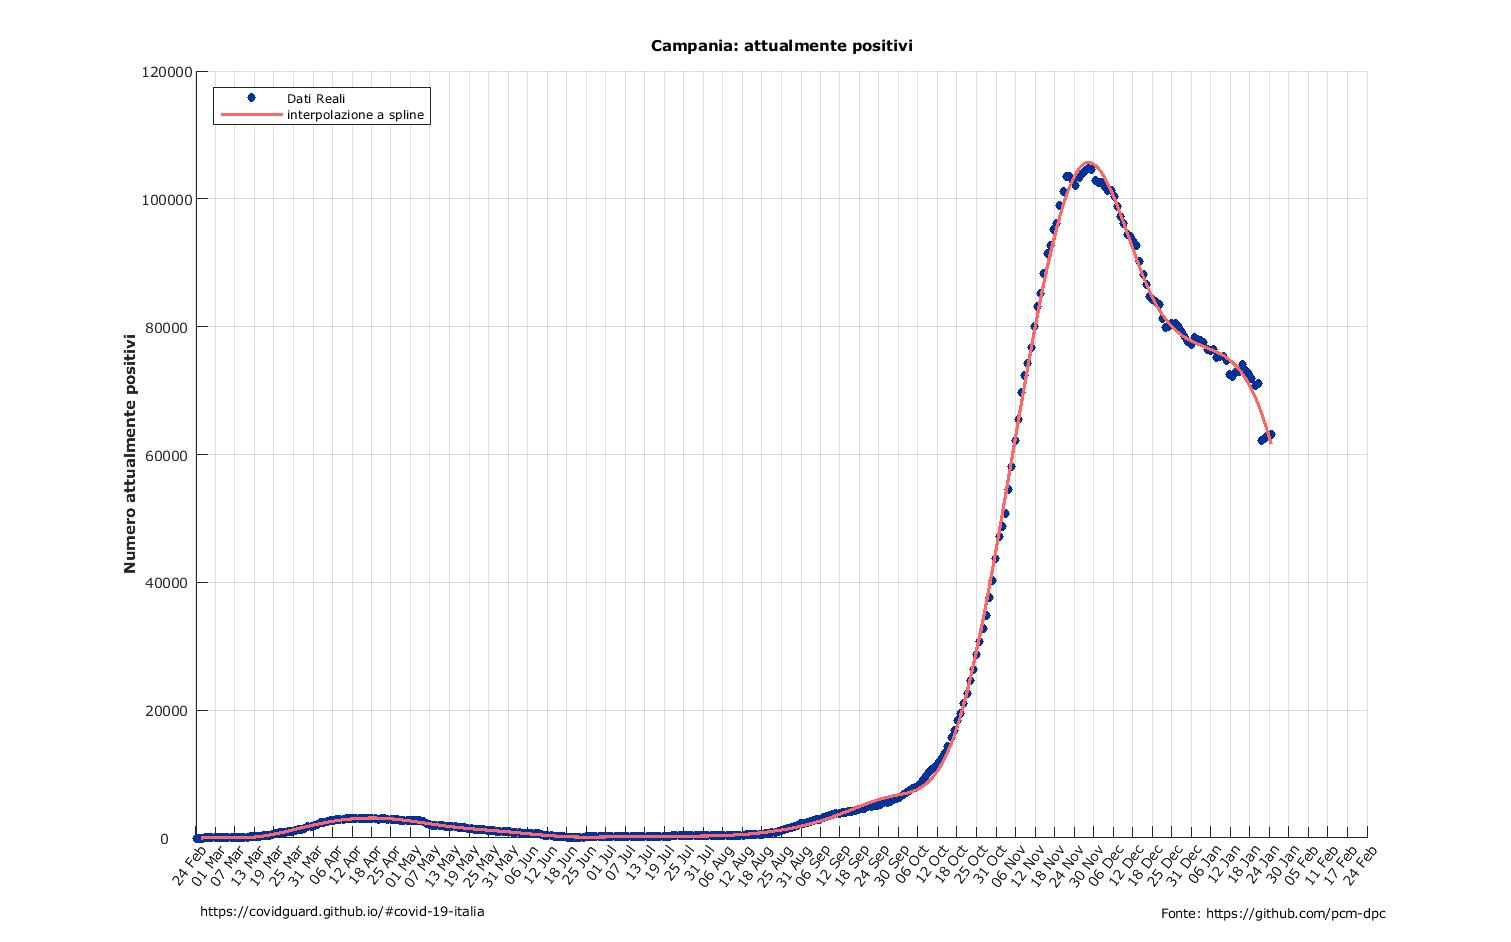 Campania: attualmente positivi
120000
100000
80000
60000
40000
20000
0
Numero attualmente positivi
Dati Reali
interpolazione a spline
24 Feb
01 Mar
07 Mar
13 Mar
19 Mar
25 Mar
31 Mar
06 Apr
12 Apr
18 Apr
25 Apr
01 May
07 May
13 May
19 May
25 May
31 May
06 Jun
12 Jun
18 Jun
25 Jun
01 Jul
07 Jul
13 Jul
19 Jul
25 Jul
31 Jul
06 Aug
12 Aug
18 Aug
25 Aug
31 Aug
06 Sep
12 Sep
18 Sep
24 Sep
30 Sep
06 Oct
12 Oct
18 Oct
25 Oct
31 Oct
06 Nov
12 Nov
18 Nov
24 Nov
30 Nov
06 Dec
12 Dec
18 Dec
25 Dec
31 Dec
06 Jan
12 Jan
18 Jan
24 Jan
30 Jan
05 Feb
11 Feb
17 Feb
24 Feb
https://covidguard.github.io/#covid-19-italia
Fonte: https://github.com/pcm-dpc